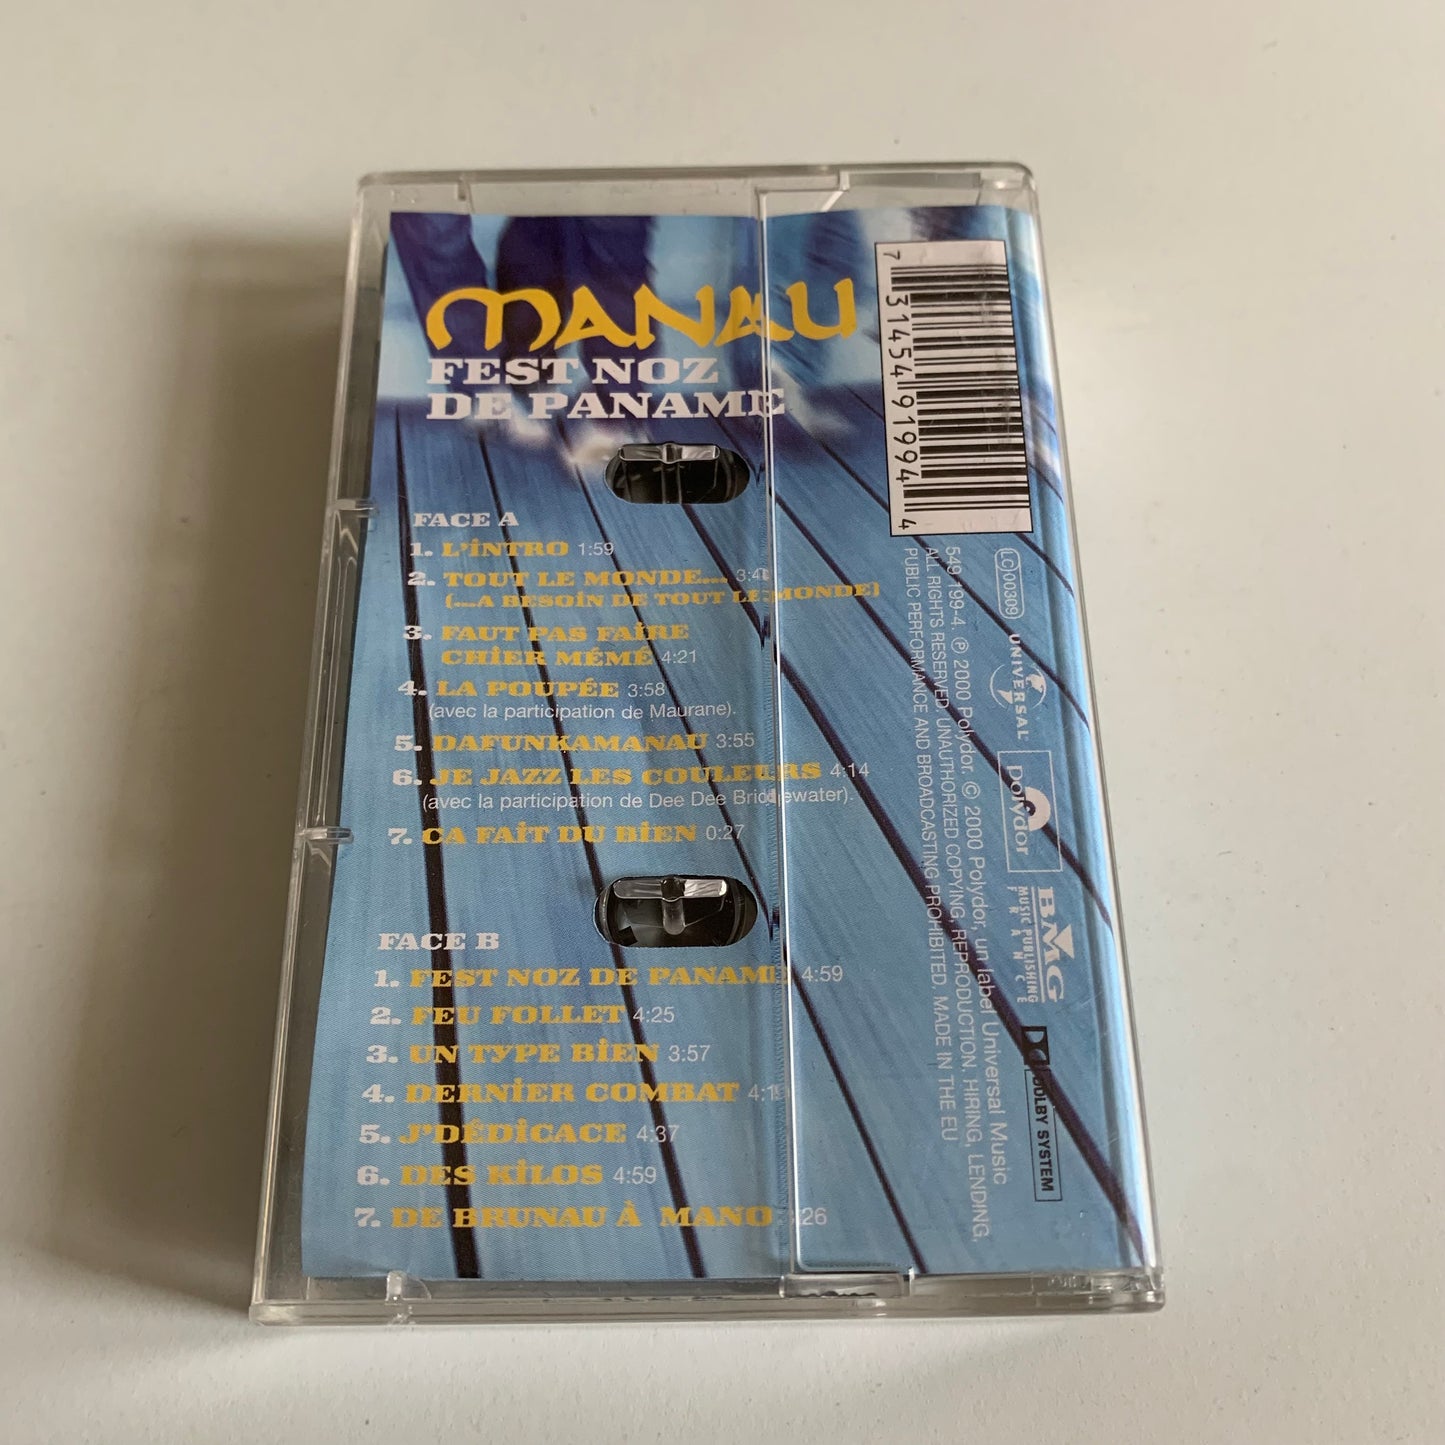 MANAU
FEST NOZ
DE PANAME
FACE A
1. L'INTRO 1:59
2. TOUT LE MONDE....
(...A BESOIN DE TOUT LE MONDE)
3. FAUT PAS FAIRE
CHIER MÉMÉ 4:21
4. LA POUPÉE 3:58
(avec la participation de Maurane).
5. DAFUNKAMANAU 3:55
6. JE JAZZ LES COULEURS 4:14
(avec la participation de Dee Dee Bridgewater).
7. CA FAIT DU BIEN 0:27
FACE B
1. FEST NOZ DE PANAME 4:59
2. FEU FOLLET 4:25
3. UN TYPE BIEN 3:57
4. DERNIER COMBAT
5. J'DÉDICACE 4:37
6. DES KILOS 4:59
7. DE BRUNAU À MANO
7 31454 91994 4
LC 00309
UNIVERSAL
Polydor
BMG
MUSIC PUBLISHING
FRANCE
DOLBY SYSTEM
549 199-4. ℗ 2000 Polydor. © 2000 Polydor, un label Universal Music
ALL RIGHTS RESERVED. UNAUTHORIZED COPYING, REPRODUCTION, HIRING, LENDING,
PUBLIC PERFORMANCE AND BROADCASTING PROHIBITED. MADE IN THE EU